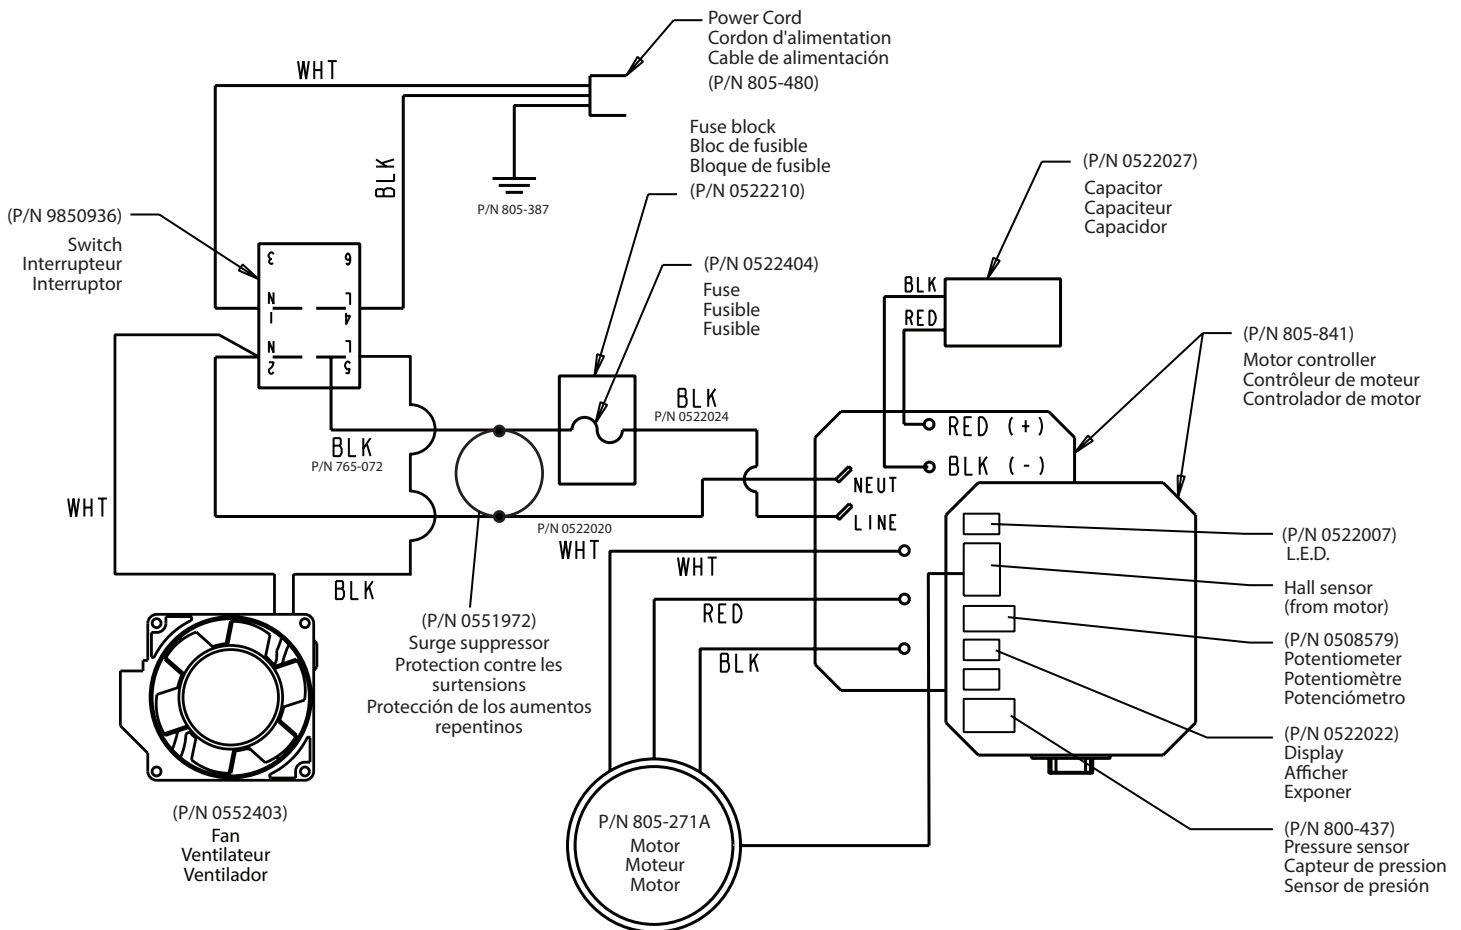 Power Cord
Cordon d'alimentation
Cable de alimentación
(P/N 805-480)
WHT
BLK
P/N 805-387
Fuse block
Bloc de fusible
Bloque de fusible
(P/N 0522210)
(P/N 0522027)
Capacitor
Capaciteur
Capacidor
(P/N 9850936)
Switch
Interrupteur
Interruptor
3
6
N
L
1
4
N
L
2
5
(P/N 0522404)
Fuse
Fusible
Fusible
BLK
RED
(P/N 805-841)
Motor controller
Contrôleur de moteur
Controlador de motor
BLK
P/N 0522024
BLK
P/N 765-072
RED (+)
BLK (-)
NEUT
LINE
WHT
P/N 0522020
WHT
WHT
RED
BLK
BLK
(P/N 0551972)
Surge suppressor
Protection contre les
surtensions
Protección de los aumentos
repentinos
(P/N 0522007)
L.E.D.
Hall sensor
(from motor)
(P/N 0508579)
Potentiometer
Potentiomètre
Potenciómetro
(P/N 0522022)
Display
Afficher
Exponer
(P/N 800-437)
Pressure sensor
Capteur de pression
Sensor de presión
(P/N 0552403)
Fan
Ventilateur
Ventilador
P/N 805-271A
Motor
Moteur
Motor